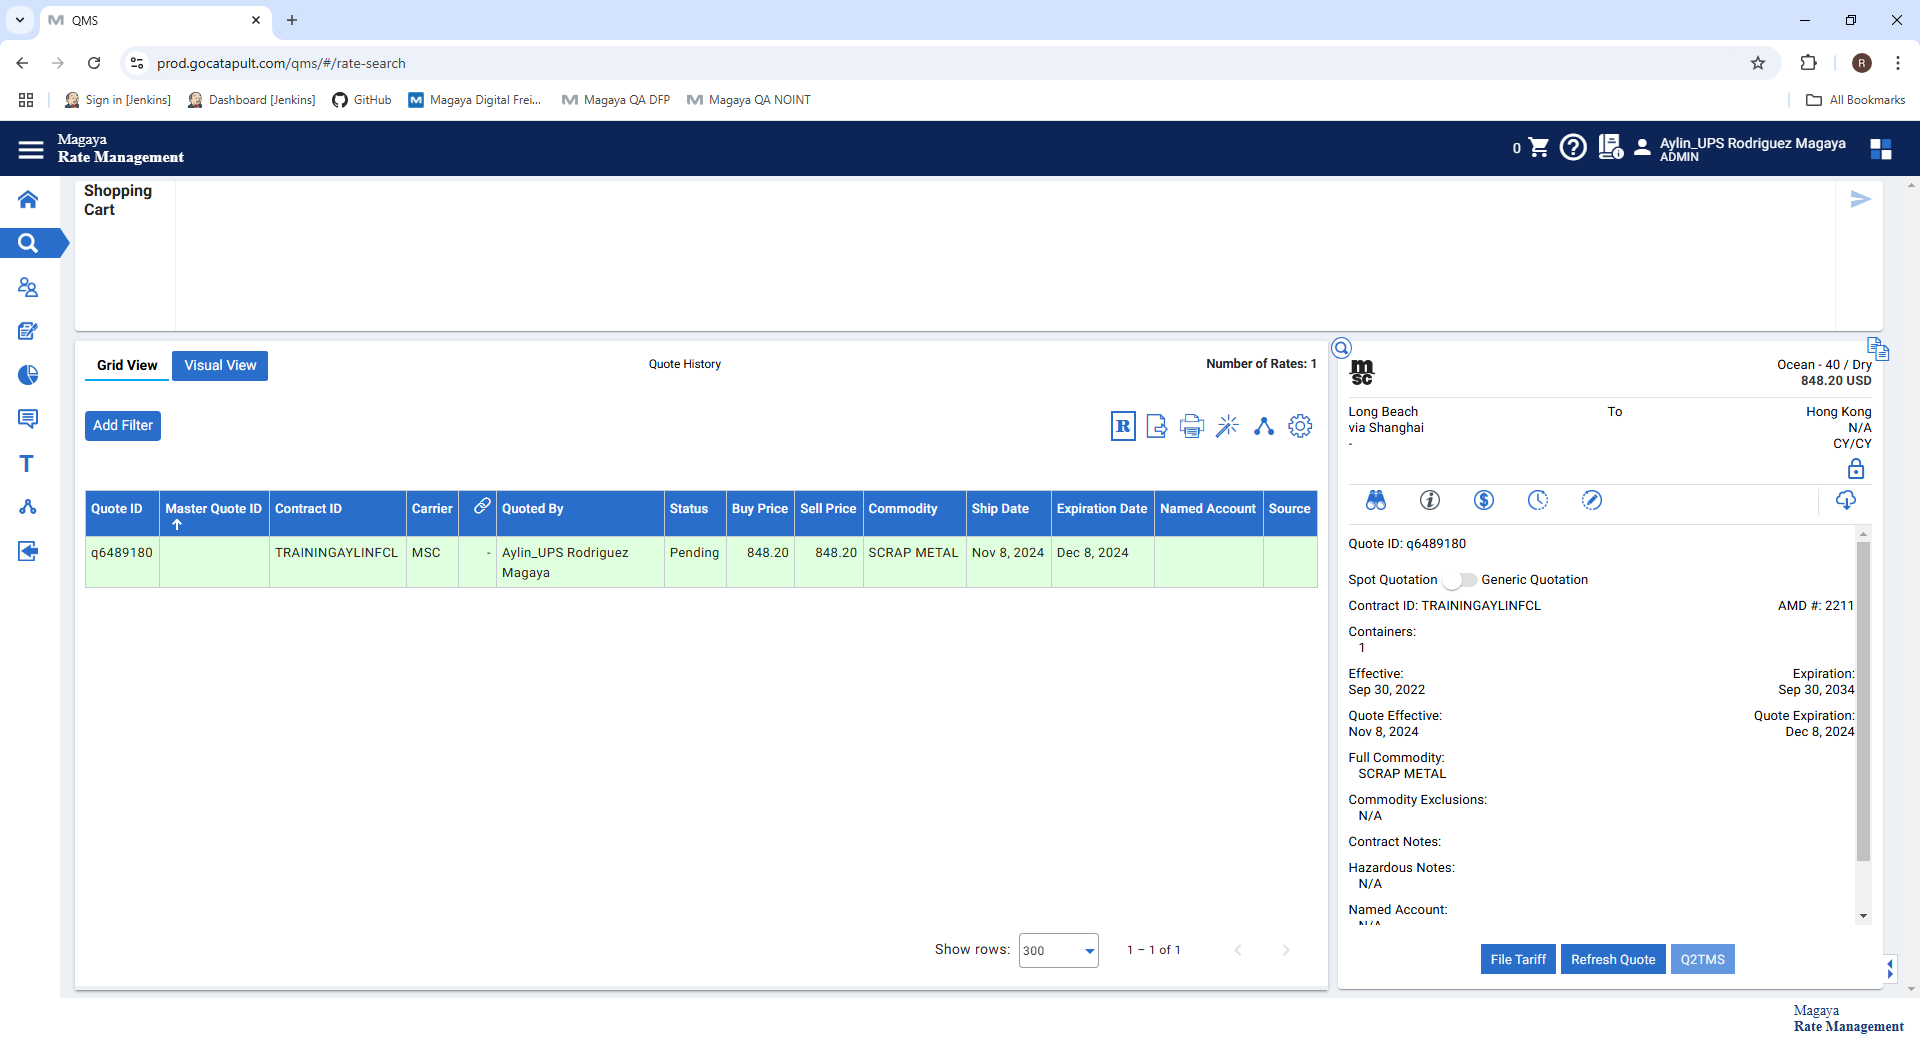 QMS
prod.gocatapult.com/qms/#/rate-search
R
Sign in [Jenkins]
Dashboard [Jenkins]
GitHub
Magaya Digital Frei...
Magaya QA DFP
Magaya QA NOINT
All Bookmarks
Magaya
Rate Management
0
Aylin_UPS Rodriguez Magaya
ADMIN
Shopping
Cart
Grid View
Visual View
Quote History
Number of Rates: 1
Add Filter
R
Quote ID
Master Quote ID
Contract ID
Carrier
Quoted By
Status
Buy Price
Sell Price
Commodity
Ship Date
Expiration Date
Named Account
Source
q6489180
TRAININGAYLINFCL
MSC
-
Aylin_UPS Rodriguez
Magaya
Pending
848.20
848.20
SCRAP METAL
Nov 8, 2024
Dec 8, 2024
Show rows:
300
1 – 1 of 1
msc
Ocean - 40 / Dry
848.20 USD
Long Beach
To
Hong Kong
via Shanghai
N/A
-
CY/CY
Quote ID: q6489180
Spot Quotation
Generic Quotation
Contract ID: TRAININGAYLINFCL
AMD #: 2211
Containers:
1
Effective:
Expiration:
Sep 30, 2022
Sep 30, 2034
Quote Effective:
Quote Expiration:
Nov 8, 2024
Dec 8, 2024
Full Commodity:
SCRAP METAL
Commodity Exclusions:
N/A
Contract Notes:
Hazardous Notes:
N/A
Named Account:
N/A
File Tariff
Refresh Quote
Q2TMS
T
Magaya
Rate Management